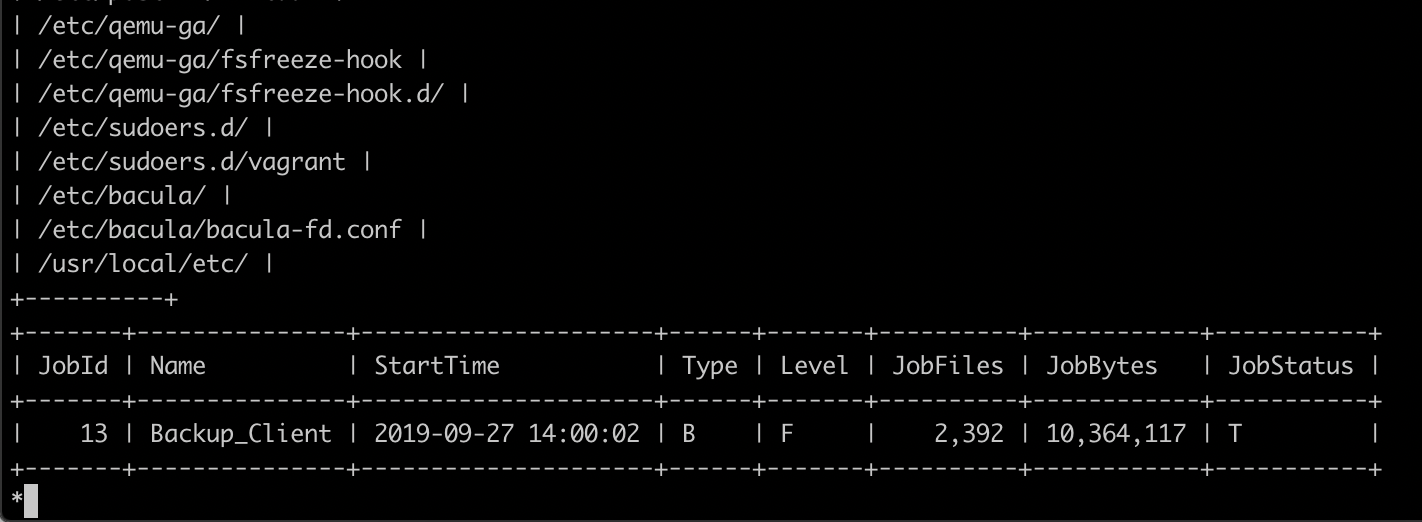 | /etc/qemu-ga/ |
| /etc/qemu-ga/fsfreeze-hook |
| /etc/qemu-ga/fsfreeze-hook.d/ |
| /etc/sudoers.d/ |
| /etc/sudoers.d/vagrant |
| /etc/bacula/ |
| /etc/bacula/bacula-fd.conf |
| /usr/local/etc/ |
+----------+
+-------+---------------+---------------------+------+-------+----------+------------+-----------+
| JobId | Name          | StartTime           | Type | Level | JobFiles | JobBytes   | JobStatus |
+-------+---------------+---------------------+------+-------+----------+------------+-----------+
|    13 | Backup_Client | 2019-09-27 14:00:02 | B    | F     |    2,392 | 10,364,117 | T         |
+-------+---------------+---------------------+------+-------+----------+------------+-----------+
*